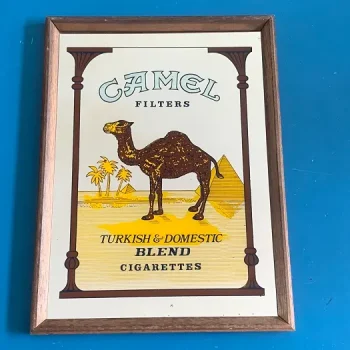 CAMEL
FILTERS
TURKISH & DOMESTIC
BLEND
CIGARETTES